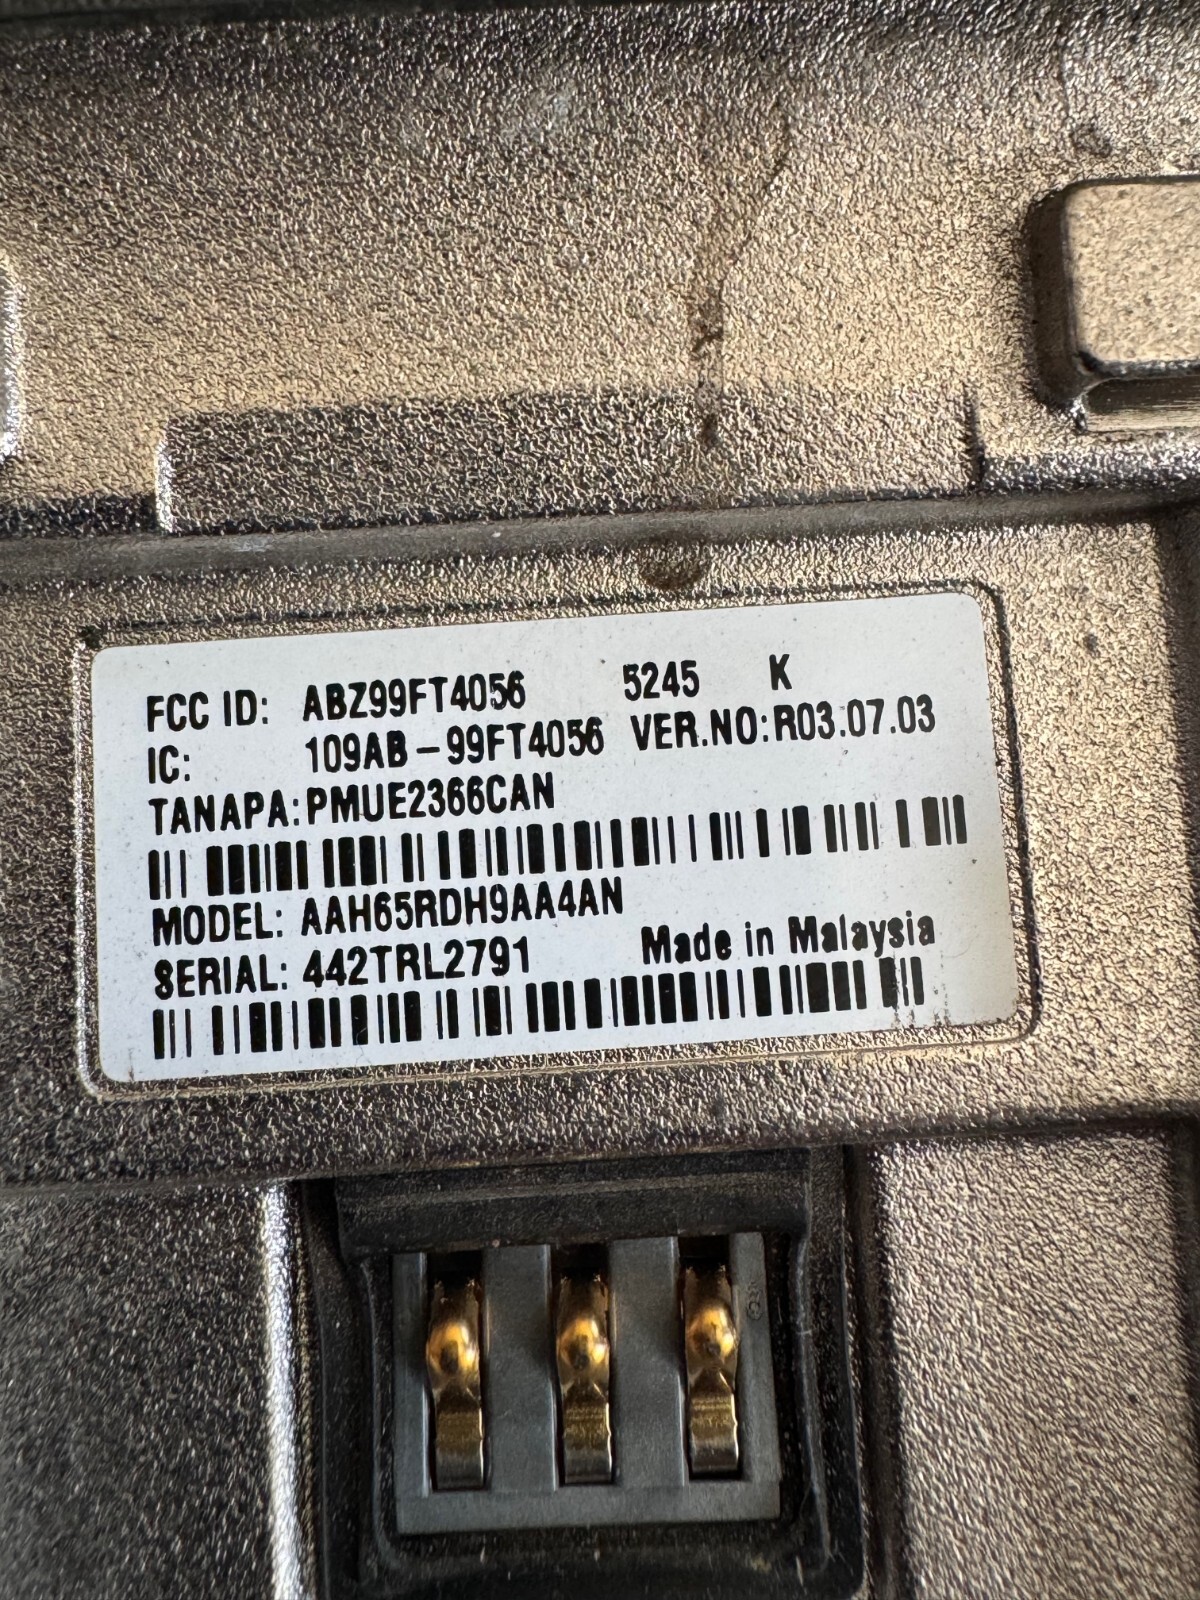 FCC ID: ABZ99FT4056 5245 K
IC: 109AB-99FT4056 VER.NO:R03.07.03
TANAPA:PMUE2366CAN
MODEL: AAH65RDH9AA4AN
SERIAL: 442TRL2791 Made in Malaysia